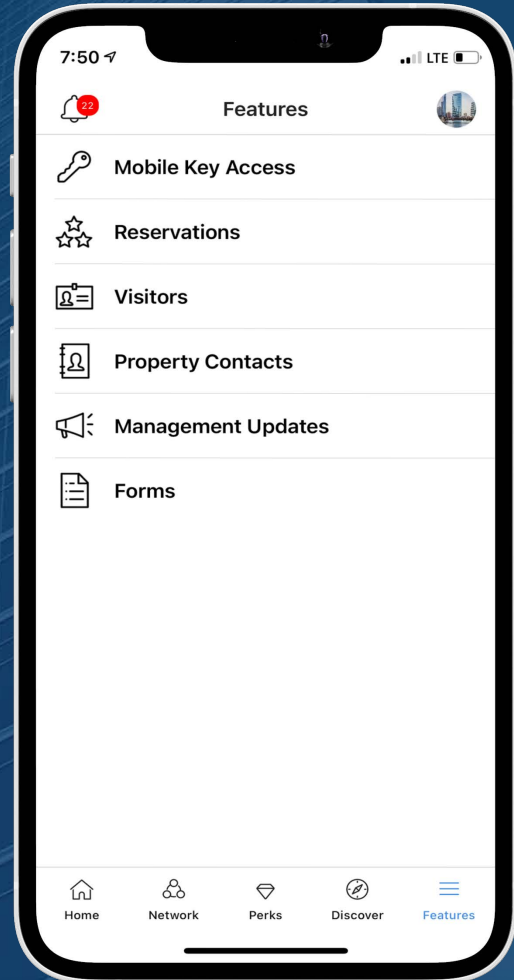 7:50
LTE
22
Features
Mobile Key Access
Reservations
Visitors
Property Contacts
Management Updates
Forms
Home Network Perks Discover Features